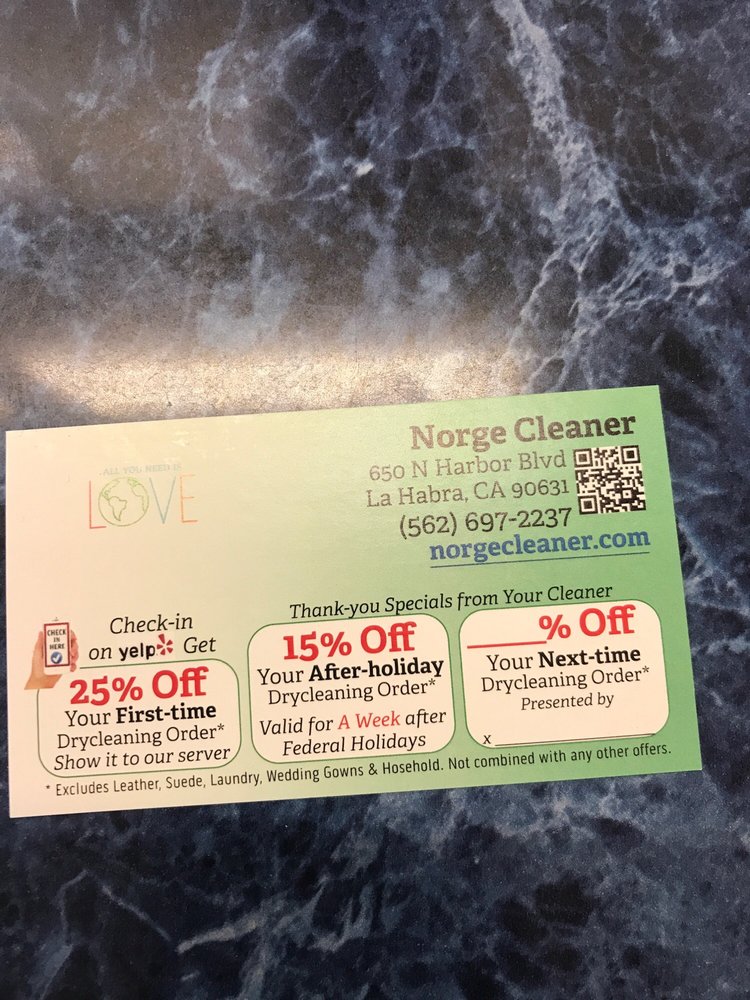 ALL YOU NEED IS
LOVE
Norge Cleaner
650 N Harbor Blvd
La Habra, CA 90631
(562) 697-2237
norgecleaner.com
Thank-you Specials from Your Cleaner
CHECK
IN
HERE
Check-in
on yelp Get
25% Off
Your First-time
Drycleaning Order*
Show it to our server
15% Off
Your After-holiday
Drycleaning Order*
Valid for A Week after
Federal Holidays
_____% Off
Your Next-time
Drycleaning Order*
Presented by
x
* Excludes Leather, Suede, Laundry, Wedding Gowns & Hosehold. Not combined with any other offers.